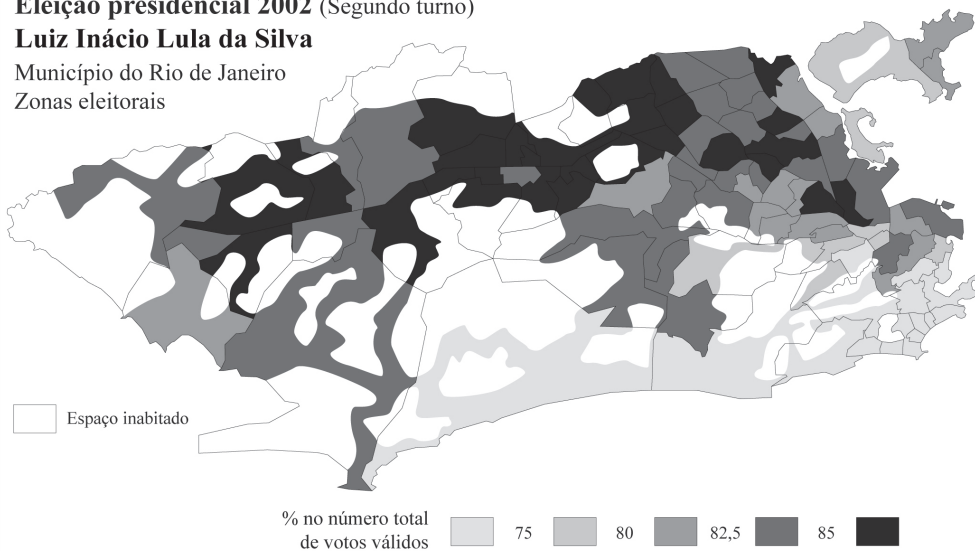 Eleição presidencial 2002 (Segundo turno)
Luiz Inácio Lula da Silva
Município do Rio de Janeiro
Zonas eleitorais
Espaço inabitado
% no número total
de votos válidos
75
80
82,5
85